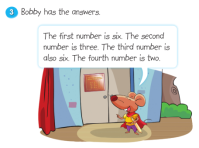 3 Bobby has the answers.
The first number is six. The second
number is three. The third number is
also six. The fourth number is two.